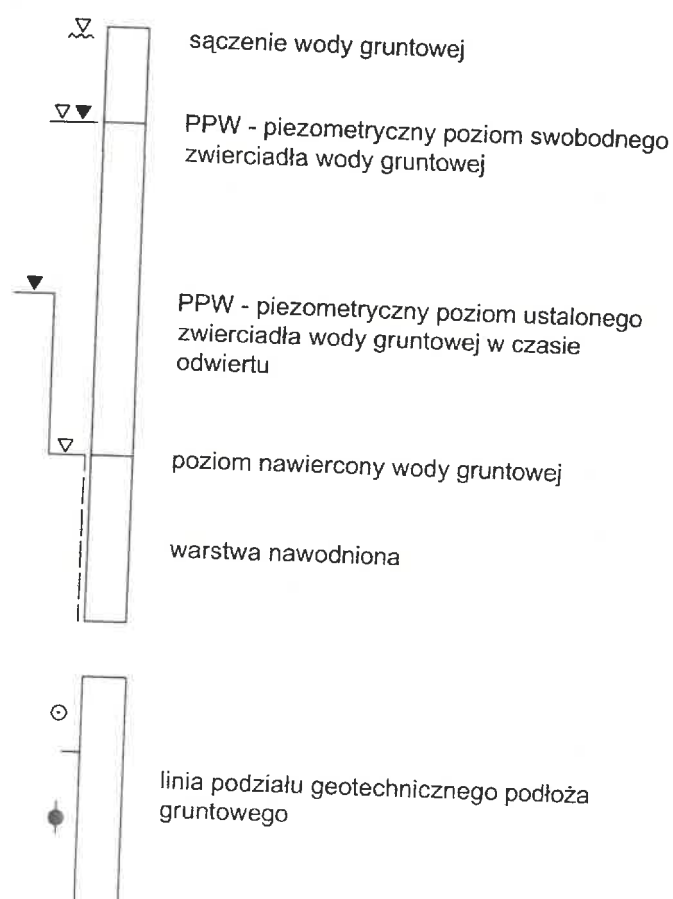 sączenie wody gruntowej
PPW - piezometryczny poziom swobodnego
zwierciadła wody gruntowej
PPW - piezometryczny poziom ustalonego
zwierciadła wody gruntowej w czasie
odwiertu
poziom nawiercony wody gruntowej
warstwa nawodniona
linia podziału geotechnicznego podłoża
gruntowego